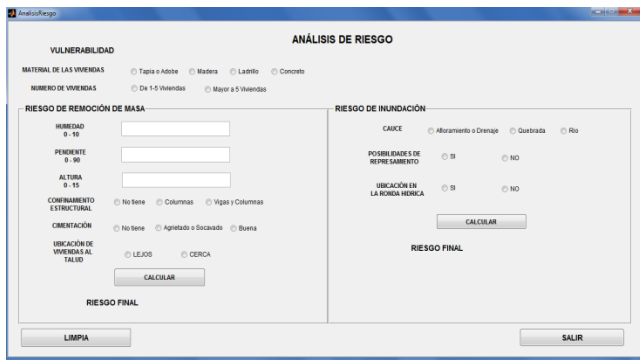 AnalisisRiesgo
ANÁLISIS DE RIESGO
VULNERABILIDAD
MATERIAL DE LAS VIVIENDAS Tapia o Adobe Madera Ladrillo Concreto
NUMERO DE VIVIENDAS De 1-5 Viviendas Mayor a 5 Viviendas
RIESGO DE REMOCIÓN DE MASA
HUMEDAD
0 - 10
PENDIENTE
0 - 90
ALTURA
0 - 15
CONFINAMIENTO
ESTRUCTURAL
No tiene Columnas Vigas y Columnas
CIMENTACIÓN No tiene Agrietado o Socavado Buena
UBICACIÓN DE
VIVIENDAS AL
TALUD
LEJOS CERCA
CALCULAR
RIESGO FINAL
RIESGO DE INUNDACIÓN
CAUCE Afloramiento o Drenaje Quebrada Rio
POSIBILIDADES DE
REPRESAMIENTO
SI NO
UBICACIÓN EN
LA RONDA HIDRICA
SI NO
CALCULAR
RIESGO FINAL
LIMPIA
SALIR